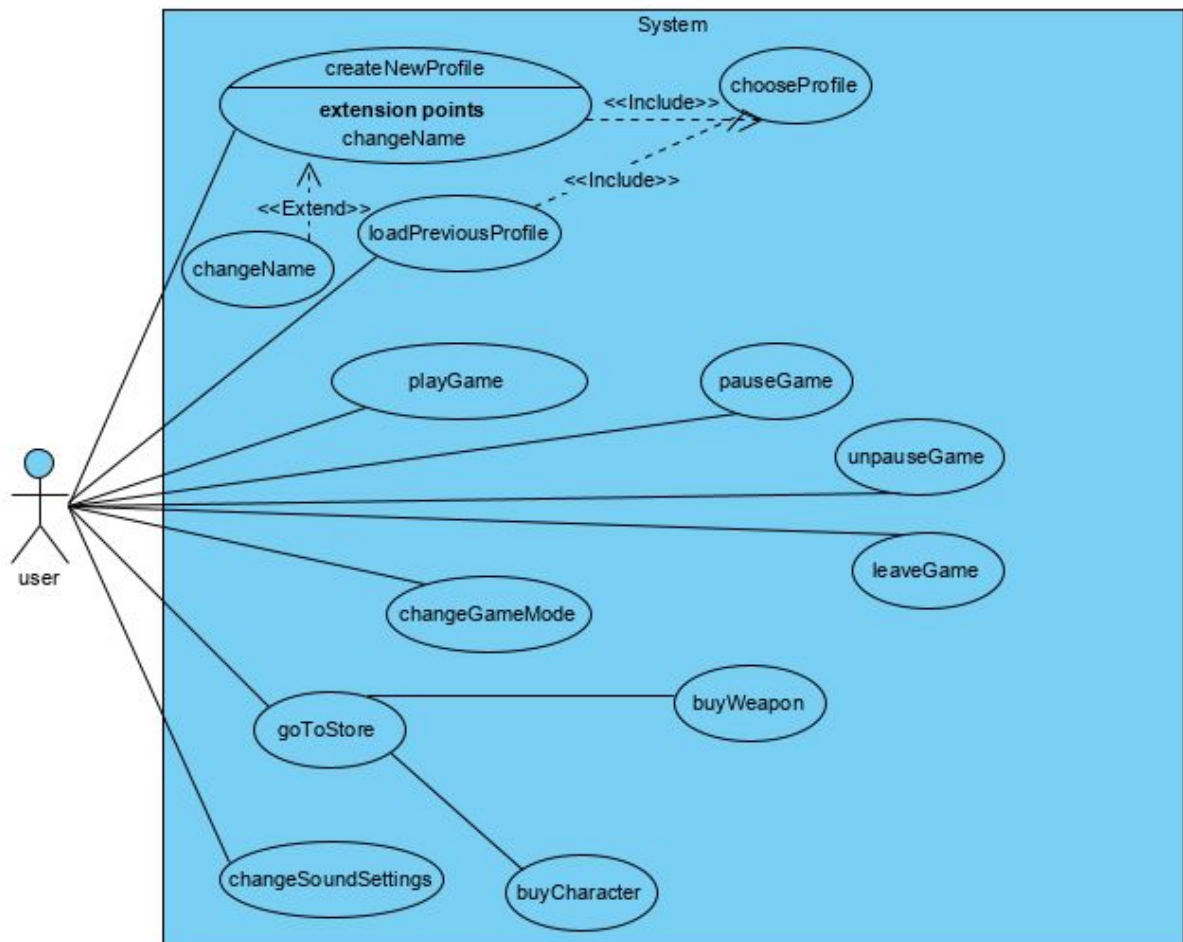 System
createNewProfile
extension points
changeName
<<Include>>
chooseProfile
<<Include>>
<<Extend>>
loadPreviousProfile
changeName
playGame
pauseGame
unpauseGame
user
leaveGame
changeGameMode
buyWeapon
goToStore
changeSoundSettings
buyCharacter